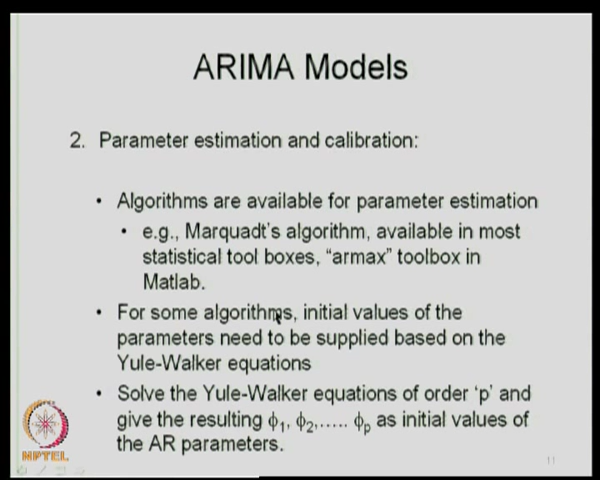 ARIMA Models
2. Parameter estimation and calibration:
• Algorithms are available for parameter estimation
• e.g., Marquadt's algorithm, available in most
statistical tool boxes, "armax" toolbox in
Matlab.
• For some algorithms, initial values of the
parameters need to be supplied based on the
Yule-Walker equations
• Solve the Yule-Walker equations of order 'p' and
give the resulting ϕ₁, ϕ₂,..... ϕₚ as initial values of
the AR parameters.
NPTEL
11